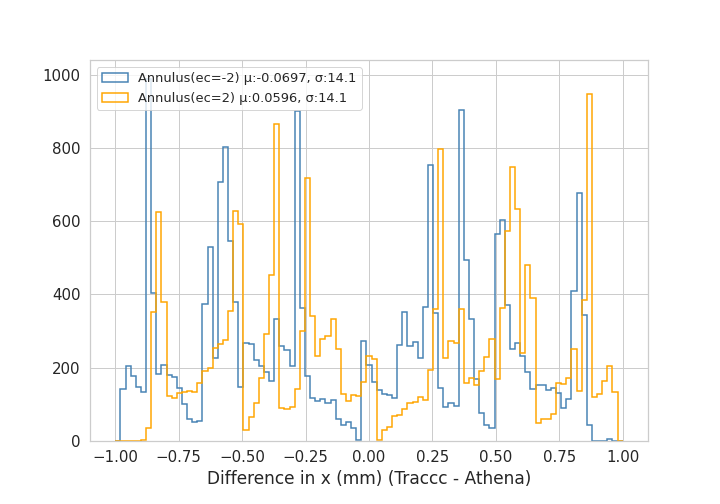 1000
800
600
400
200
0
Annulus(ec=-2) μ:-0.0697, σ:14.1
Annulus(ec=2) μ:0.0596, σ:14.1
−1.00 −0.75 −0.50 −0.25 0.00 0.25 0.50 0.75 1.00
Difference in x (mm) (Traccc - Athena)